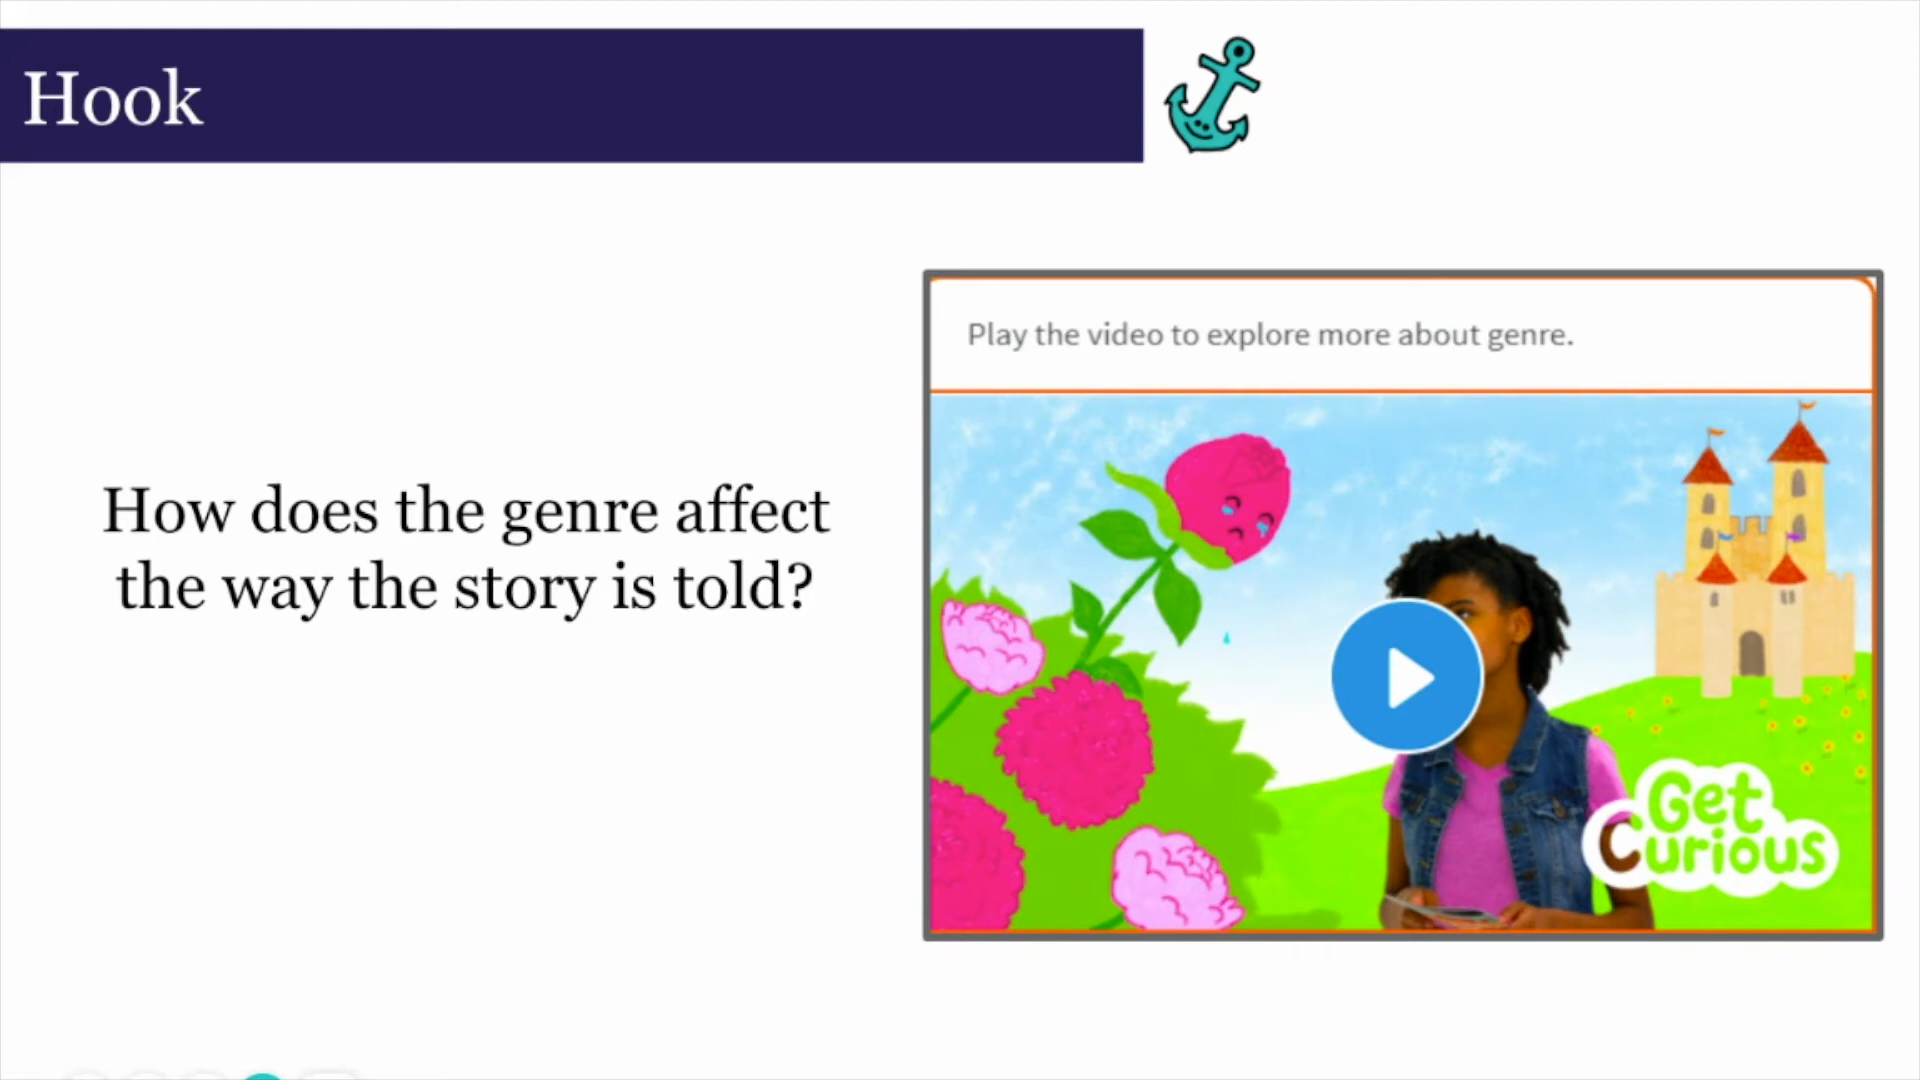 Hook
How does the genre affect
the way the story is told?
Play the video to explore more about genre.
Get
Curious